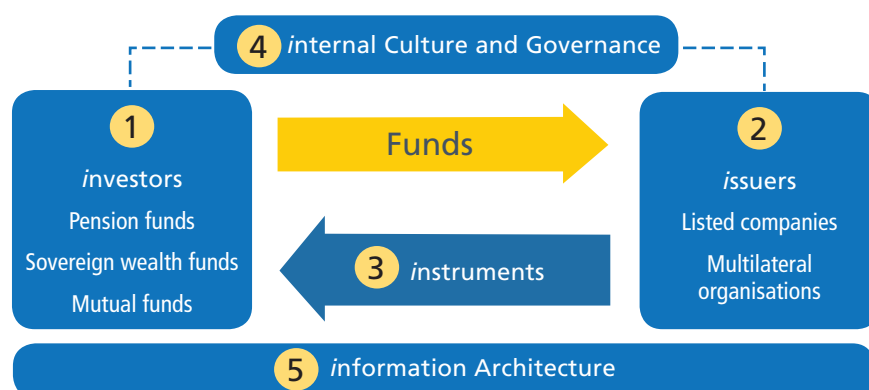 4 internal Culture and Governance
1
investors
Pension funds
Sovereign wealth funds
Mutual funds
Funds
3 instruments
2
issuers
Listed companies
Multilateral
organisations
5 information Architecture